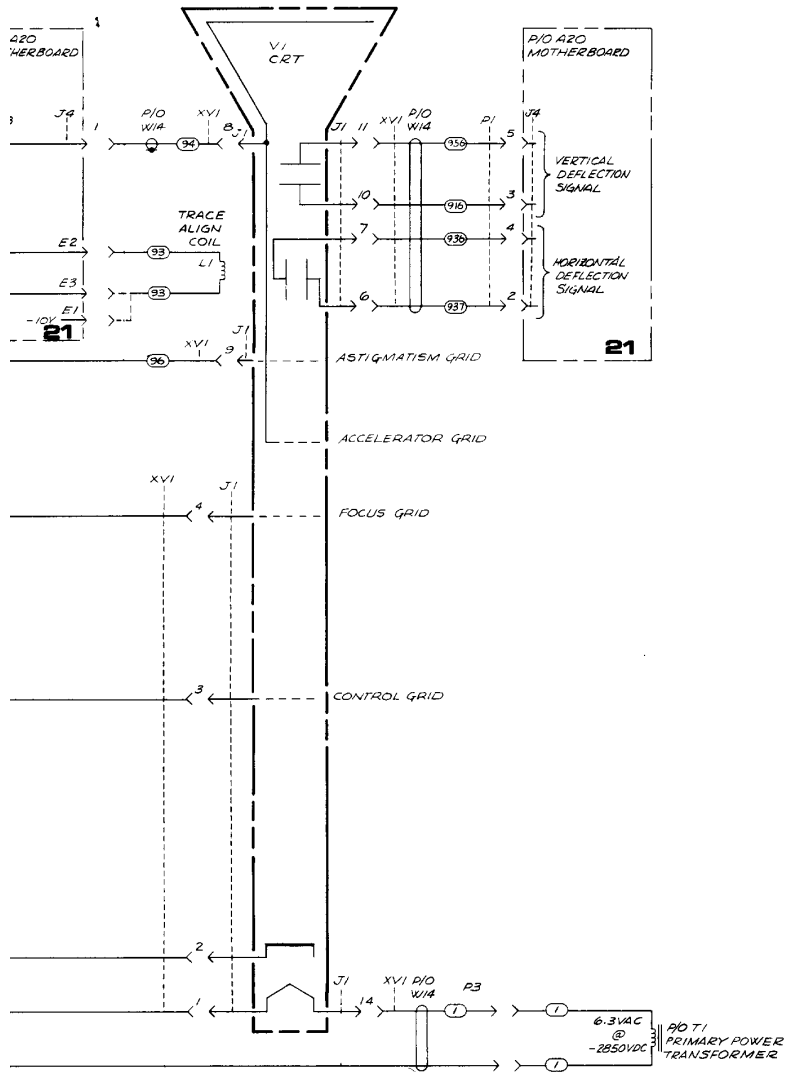 1
A20
THERBOARD
V1
CRT
P/O A20
MOTHERBOARD
J4
1
P/O
W14
94
XV1
8
J1
J1
11
XV1
P/O
W14
956
P1
5
J4
VERTICAL
DEFLECTION
SIGNAL
10
916
3
TRACE
ALIGN
COIL
L1
7
936
4
HORIZONTAL
DEFLECTION
SIGNAL
E2
93
E3
93
6
937
2
E1
-10V
21
21
XV1
96
9
J1
ASTIGMATISM GRID
ACCELERATOR GRID
XV1
J1
4
FOCUS GRID
3
CONTROL GRID
2
1
J1
14
XV1
P/O
W14
1
P3
1
6.3VAC
@
-2850VDC
P/O T1
PRIMARY POWER
TRANSFORMER
1